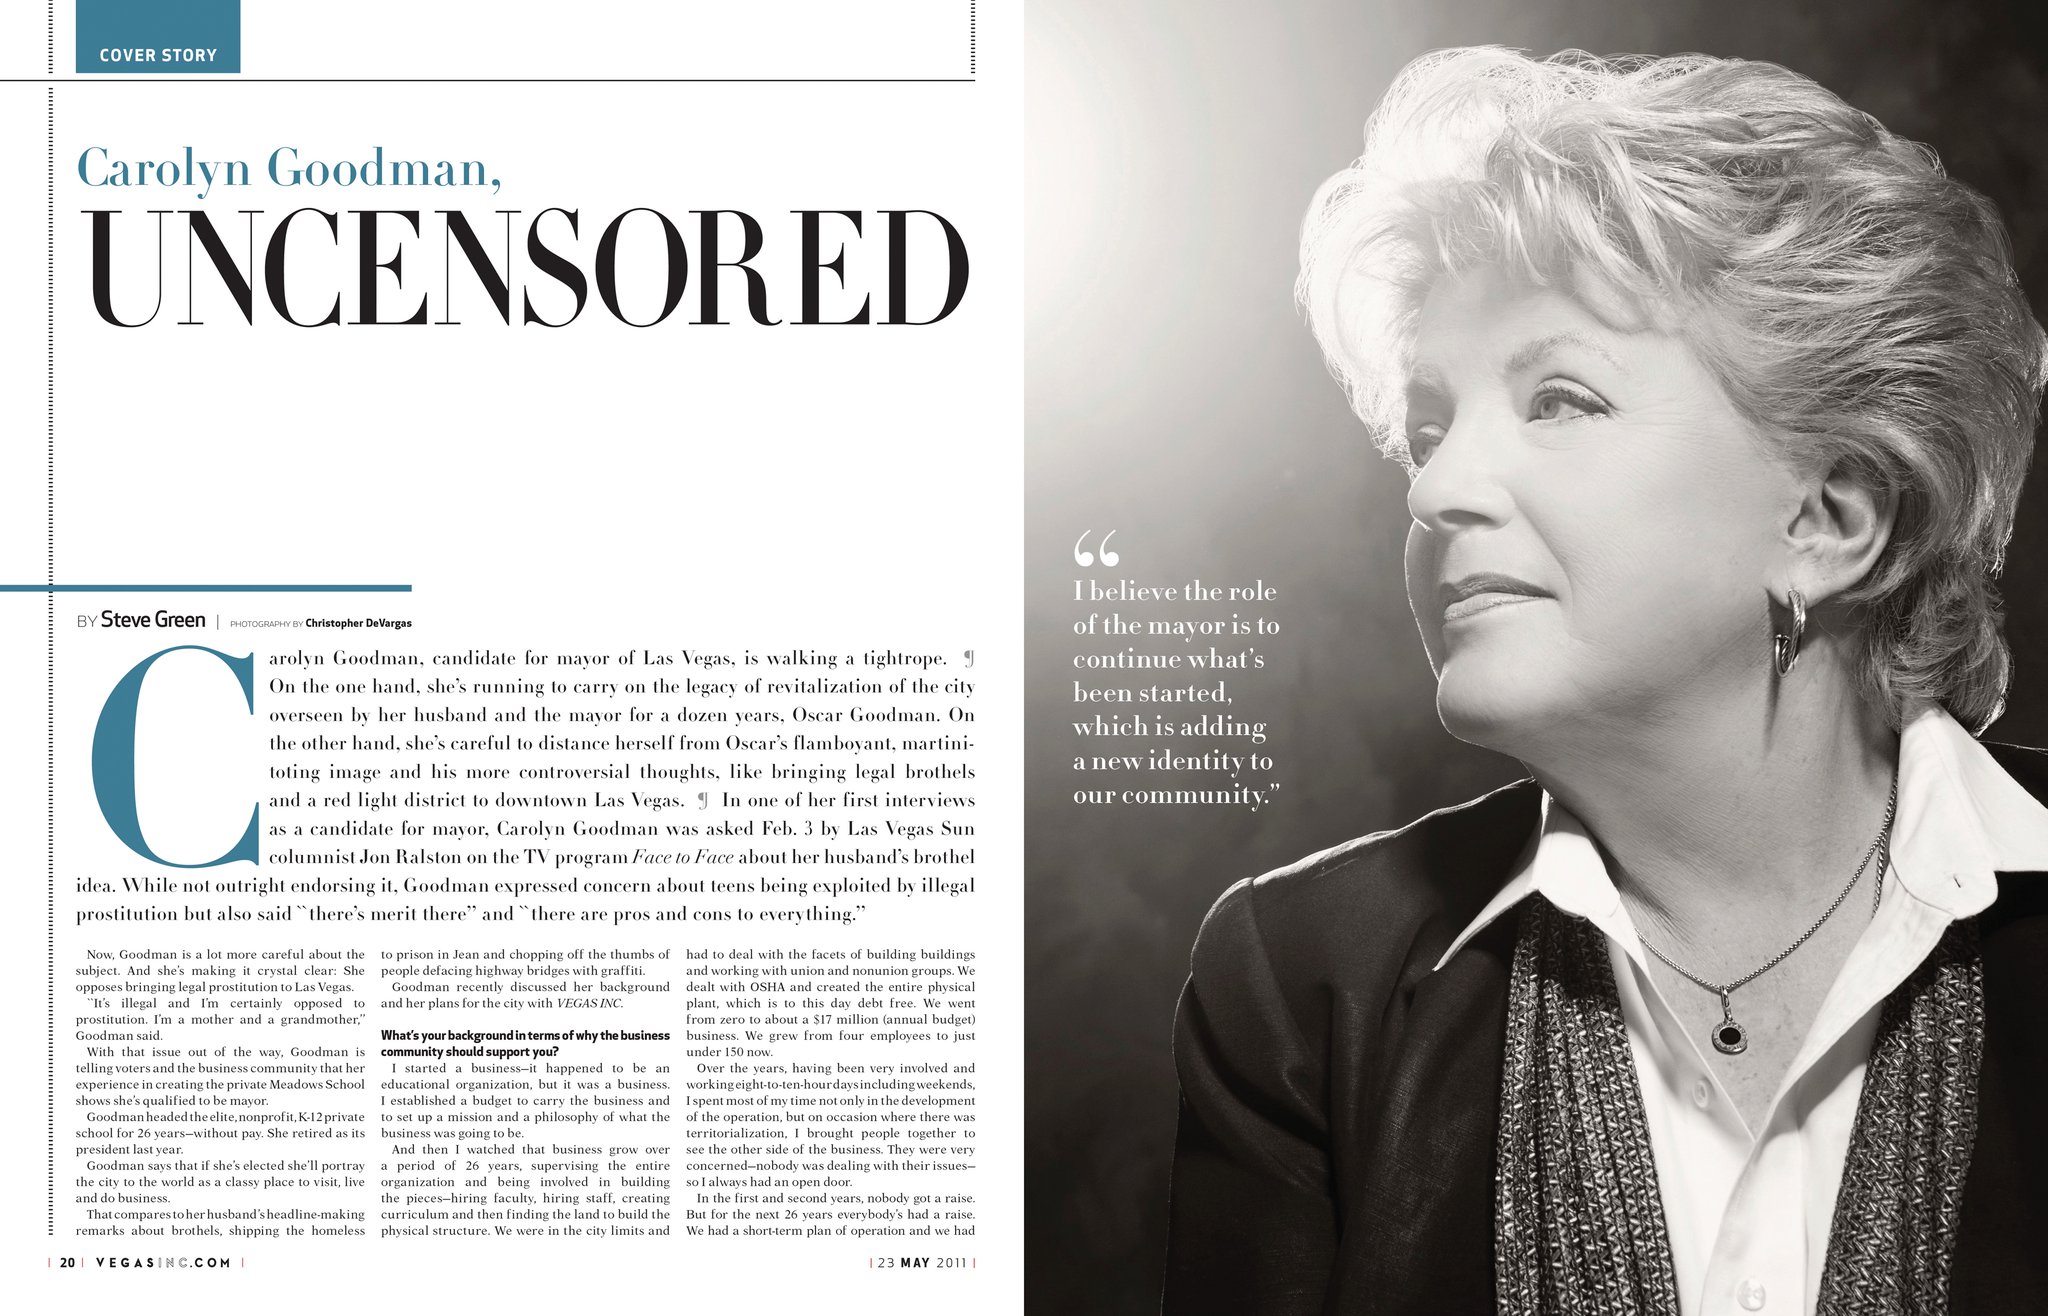 COVER STORY
Carolyn Goodman,
UNCENSORED
BY Steve Green | PHOTOGRAPHY BY Christopher DeVargas
Carolyn Goodman, candidate for mayor of Las Vegas, is walking a tightrope. ¶
On the one hand, she's running to carry on the legacy of revitalization of the city
overseen by her husband and the mayor for a dozen years, Oscar Goodman. On
the other hand, she's careful to distance herself from Oscar's flamboyant, martini-
toting image and his more controversial thoughts, like bringing legal brothels
and a red light district to downtown Las Vegas. ¶ In one of her first interviews
as a candidate for mayor, Carolyn Goodman was asked Feb. 3 by Las Vegas Sun
columnist Jon Ralston on the TV program Face to Face about her husband's brothel
idea. While not outright endorsing it, Goodman expressed concern about teens being exploited by illegal
prostitution but also said ``there's merit there” and ``there are pros and cons to everything.”
Now, Goodman is a lot more careful about the
subject. And she's making it crystal clear: She
opposes bringing legal prostitution to Las Vegas.
``It's illegal and I'm certainly opposed to
prostitution. I'm a mother and a grandmother,”
Goodman said.
With that issue out of the way, Goodman is
telling voters and the business community that her
experience in creating the private Meadows School
shows she's qualified to be mayor.
Goodman headed the elite, nonprofit, K-12 private
school for 26 years—without pay. She retired as its
president last year.
Goodman says that if she's elected she'll portray
the city to the world as a classy place to visit, live
and do business.
That compares to her husband's headline-making
remarks about brothels, shipping the homeless
to prison in Jean and chopping off the thumbs of
people defacing highway bridges with graffiti.
Goodman recently discussed her background
and her plans for the city with VEGAS INC.
What's your background in terms of why the business
community should support you?
I started a business—it happened to be an
educational organization, but it was a business.
I established a budget to carry the business and
to set up a mission and a philosophy of what the
business was going to be.
And then I watched that business grow over
a period of 26 years, supervising the entire
organization and being involved in building
the pieces—hiring faculty, hiring staff, creating
curriculum and then finding the land to build the
physical structure. We were in the city limits and
had to deal with the facets of building buildings
and working with union and nonunion groups. We
dealt with OSHA and created the entire physical
plant, which is to this day debt free. We went
from zero to about a $17 million (annual budget)
business. We grew from four employees to just
under 150 now.
Over the years, having been very involved and
working eight-to-ten-hour days including weekends,
I spent most of my time not only in the development
of the operation, but on occasion where there was
territorialization, I brought people together to
see the other side of the business. They were very
concerned—nobody was dealing with their issues—
so I always had an open door.
In the first and second years, nobody got a raise.
But for the next 26 years everybody's had a raise.
We had a short-term plan of operation and we had
| 20 | VEGASINC.COM |
| 23 MAY 2011 |
“
I believe the role
of the mayor is to
continue what's
been started,
which is adding
a new identity to
our community.”